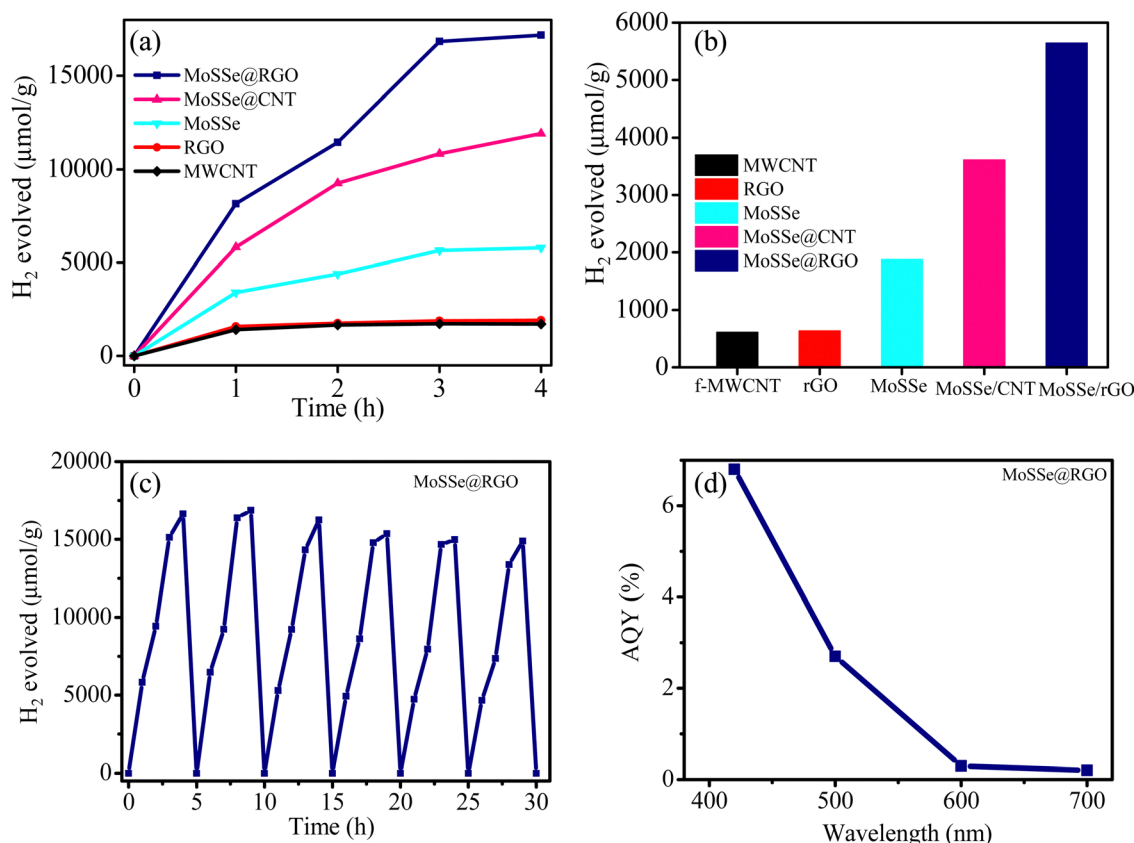 (a)
MoSSe@RGO
MoSSe@CNT
MoSSe
RGO
MWCNT
H₂ evolved (μmol/g)
15000
10000
5000
0
0 1 2 3 4
Time (h)
(b)
MWCNT
RGO
MoSSe
MoSSe@CNT
MoSSe@RGO
H₂ evolved (μmol/g)
6000
5000
4000
3000
2000
1000
0
f-MWCNT rGO MoSSe MoSSe/CNT MoSSe/rGO
(c)
MoSSe@RGO
H₂ evolved (μmol/g)
20000
15000
10000
5000
0
0 5 10 15 20 25 30
Time (h)
(d)
MoSSe@RGO
AQY (%)
6
4
2
0
400 500 600 700
Wavelength (nm)